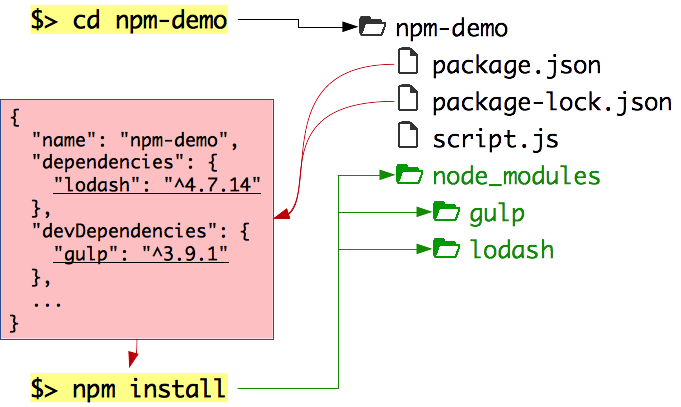 $> cd npm-demo
npm-demo
package.json
package-lock.json
script.js
node_modules
gulp
lodash
{
"name": "npm-demo",
"dependencies": {
"lodash": "^4.7.14"
},
"devDependencies": {
"gulp": "^3.9.1"
},
...
}
$> npm install